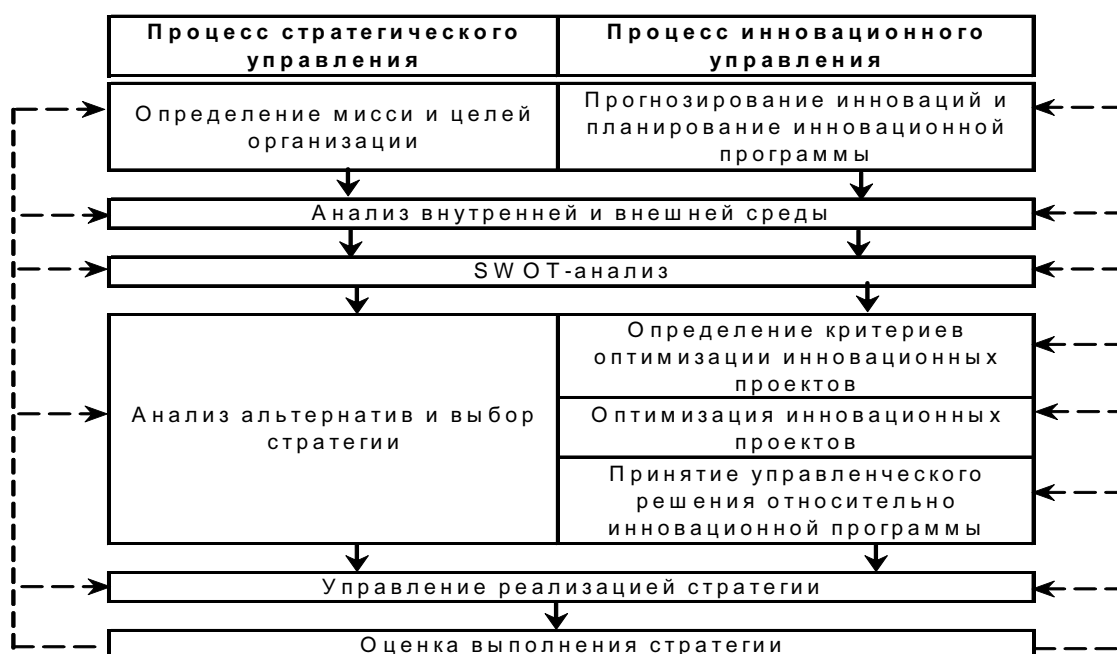 Процесс стратегического
управления
Процесс инновационного
управления
Определение мисси и целей
организации
Прогнозирование инноваций и
планирование инновационной
программы
Анализ внутренней и внешней среды
SWOT-анализ
Анализ альтернатив и выбор
стратегии
Определение критериев
оптимизации инновационных
проектов
Оптимизация инновационных
проектов
Принятие управленческого
решения относительно
инновационной программы
Управление реализацией стратегии
Оценка выполнения стратегии